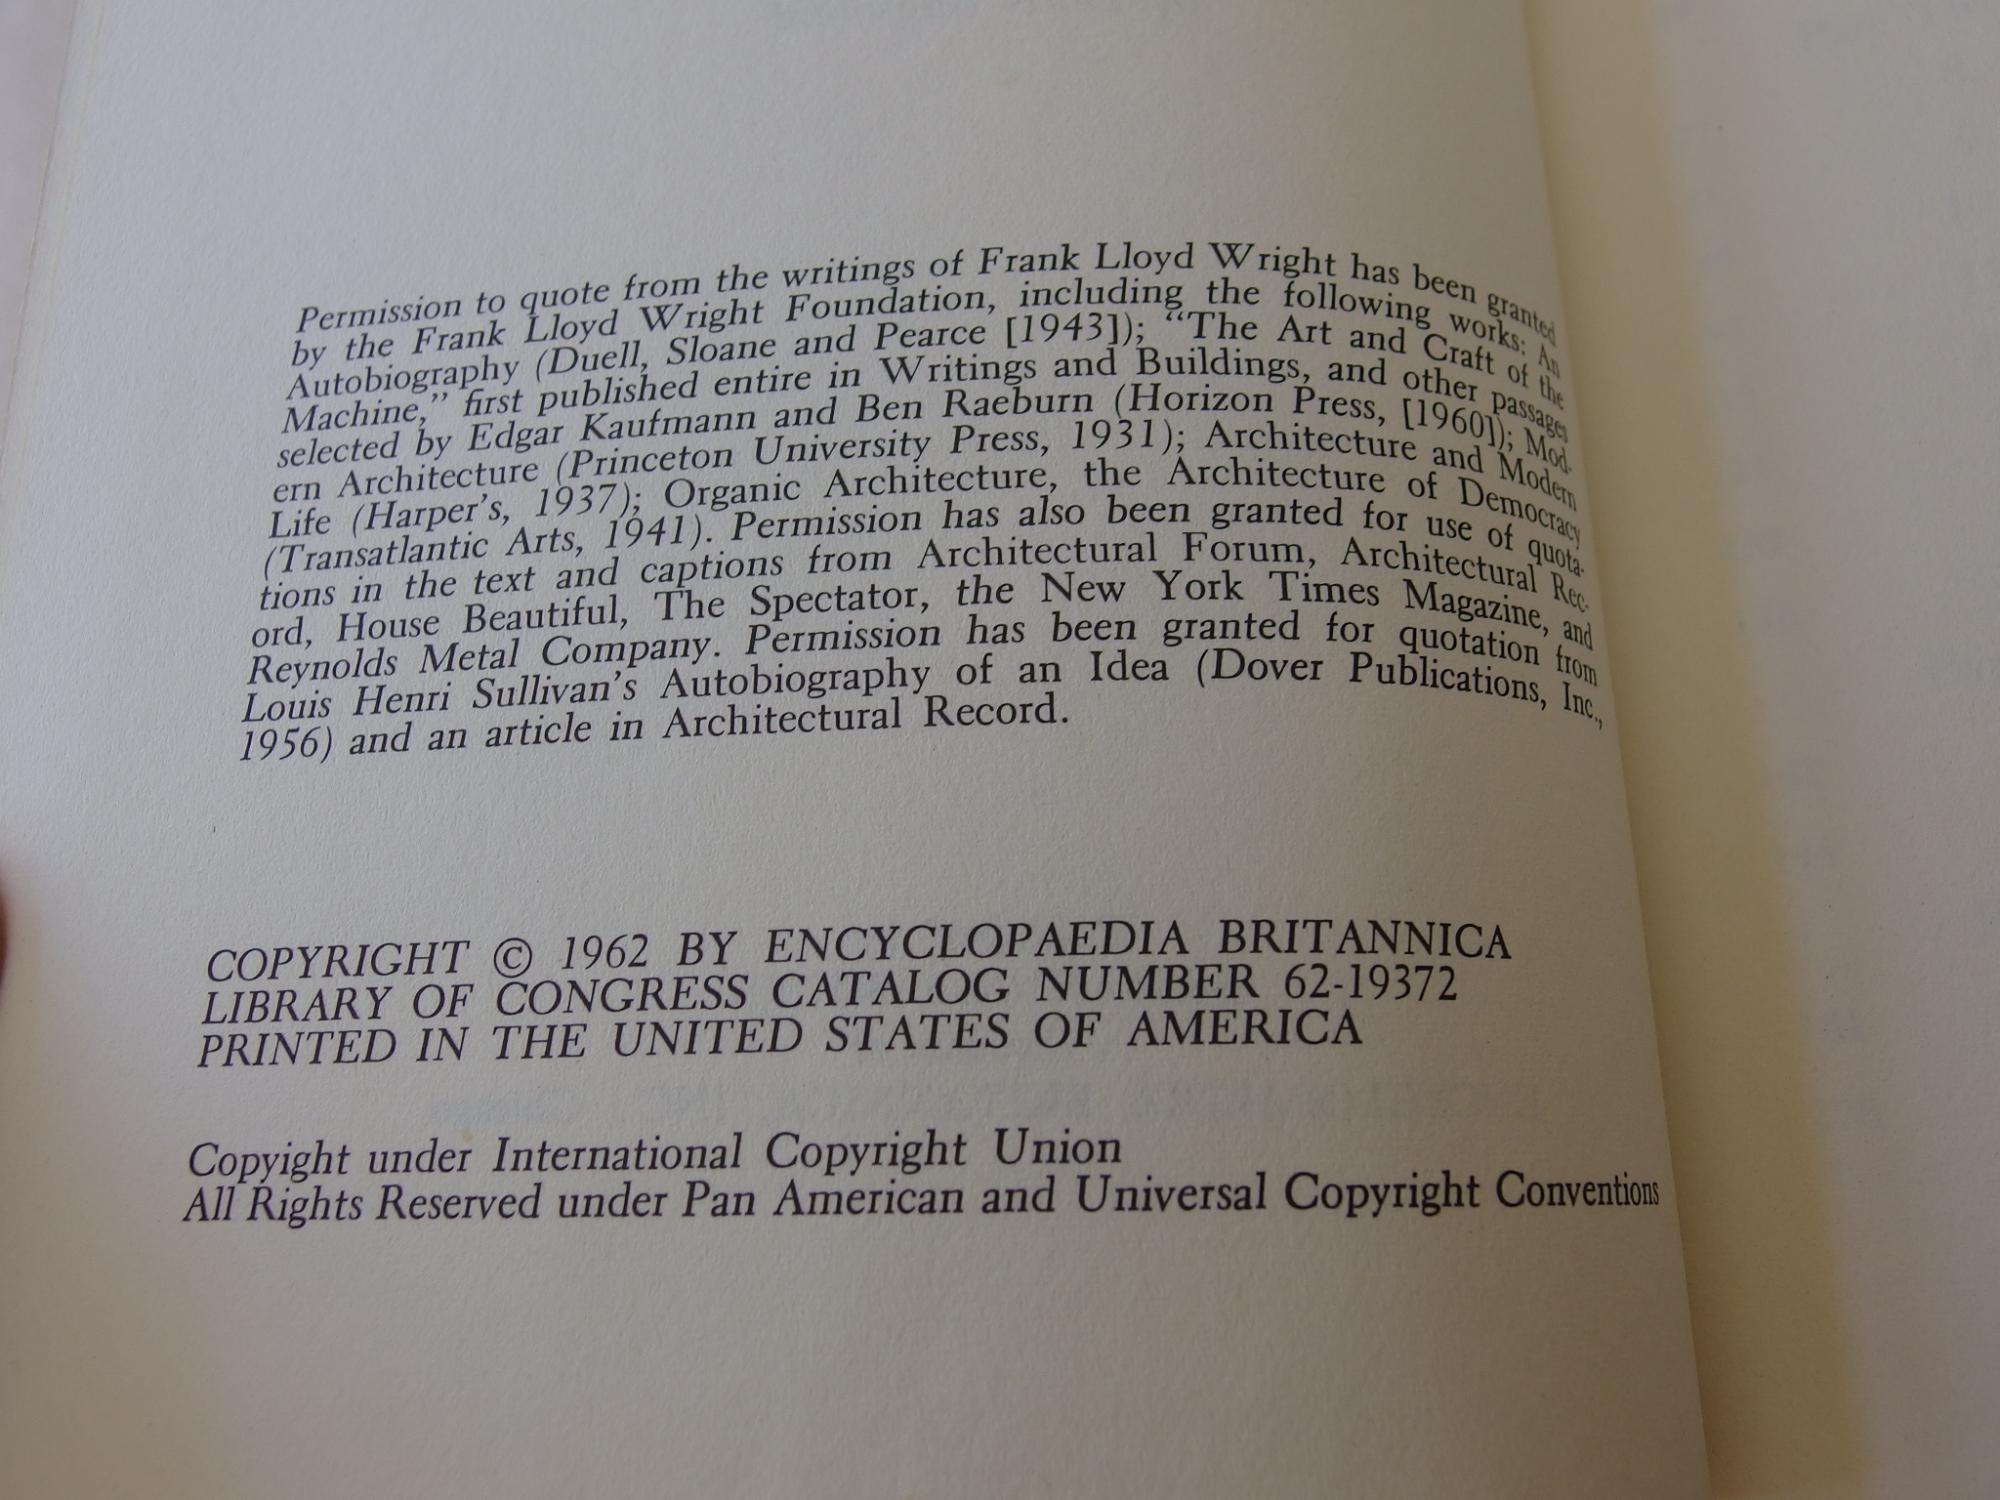 Permission to quote from the writings of Frank Lloyd Wright has been granted
by the Frank Lloyd Wright Foundation, including the following works: An
Autobiography (Duell, Sloane and Pearce [1943]); "The Art and Craft of the
Machine," first published entire in Writings and Buildings, and other passages
selected by Edgar Kaufmann and Ben Raeburn (Horizon Press, [1960]); Mod-
ern Architecture (Princeton University Press, 1931); Architecture and Modern
Life (Harper's, 1937); Organic Architecture, the Architecture of Democracy
(Transatlantic Arts, 1941). Permission has also been granted for use of quota-
tions in the text and captions from Architectural Forum, Architectural Rec-
ord, House Beautiful, The Spectator, the New York Times Magazine, and
Reynolds Metal Company. Permission has been granted for quotation from
Louis Henri Sullivan's Autobiography of an Idea (Dover Publications, Inc.,
1956) and an article in Architectural Record.
COPYRIGHT © 1962 BY ENCYCLOPAEDIA BRITANNICA
LIBRARY OF CONGRESS CATALOG NUMBER 62-19372
PRINTED IN THE UNITED STATES OF AMERICA
Copyight under International Copyright Union
All Rights Reserved under Pan American and Universal Copyright Conventions